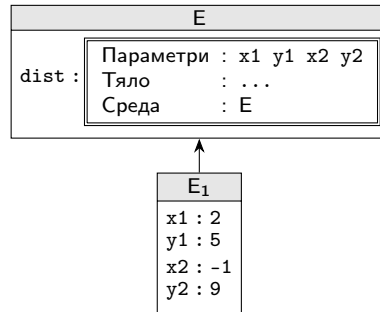 E
dist :
Параметри : x1 y1 x2 y2
Тяло : ...
Среда : E
E₁
x1 : 2
y1 : 5
x2 : -1
y2 : 9